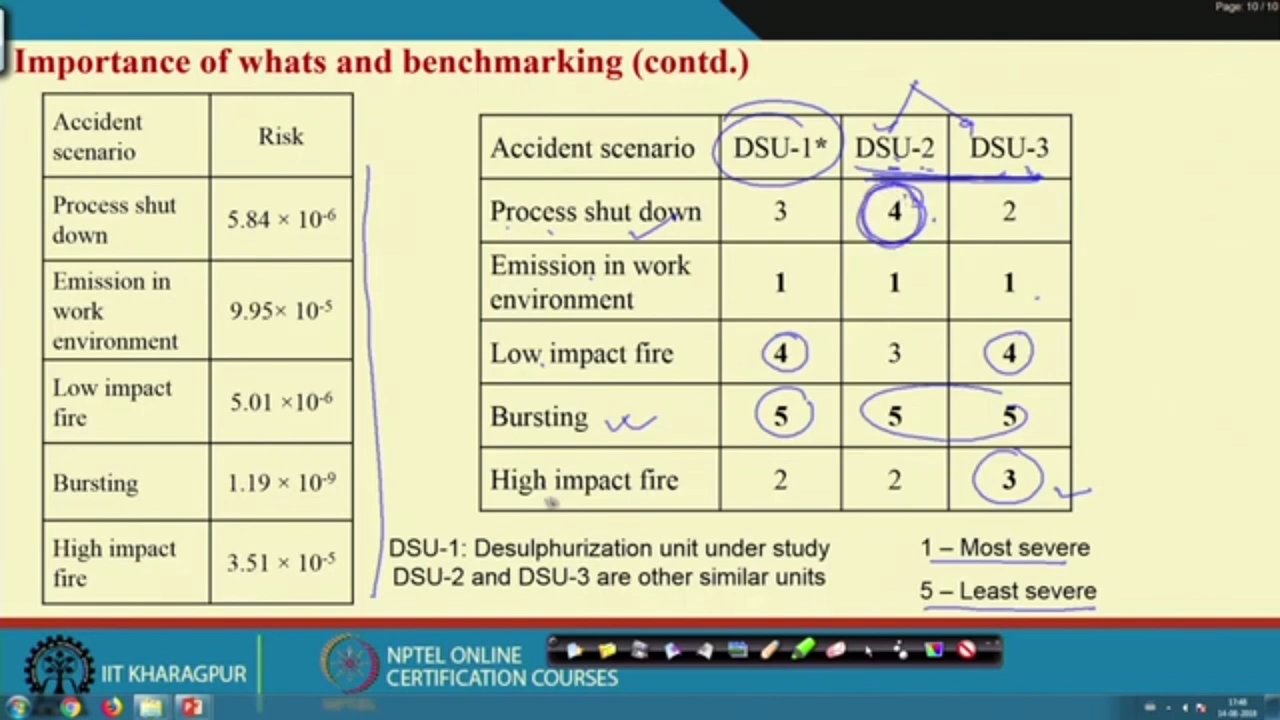 Page: 10 / 10
Importance of whats and benchmarking (contd.)
Accident scenario
Risk
Process shut down
5.84 × 10-6
Emission in work environment
9.95× 10-5
Low impact fire
5.01 ×10-6
Bursting
1.19 × 10-9
High impact fire
3.51 × 10-5
Accident scenario DSU-1* DSU-2 DSU-3
Process shut down 3 4 2
Emission in work environment 1 1 1
Low impact fire 4 3 4
Bursting 5 5 5
High impact fire 2 2 3
DSU-1: Desulphurization unit under study
DSU-2 and DSU-3 are other similar units
1 – Most severe
5 – Least severe
IIT KHARAGPUR
NPTEL ONLINE
CERTIFICATION COURSES
17:48
14-08-2018